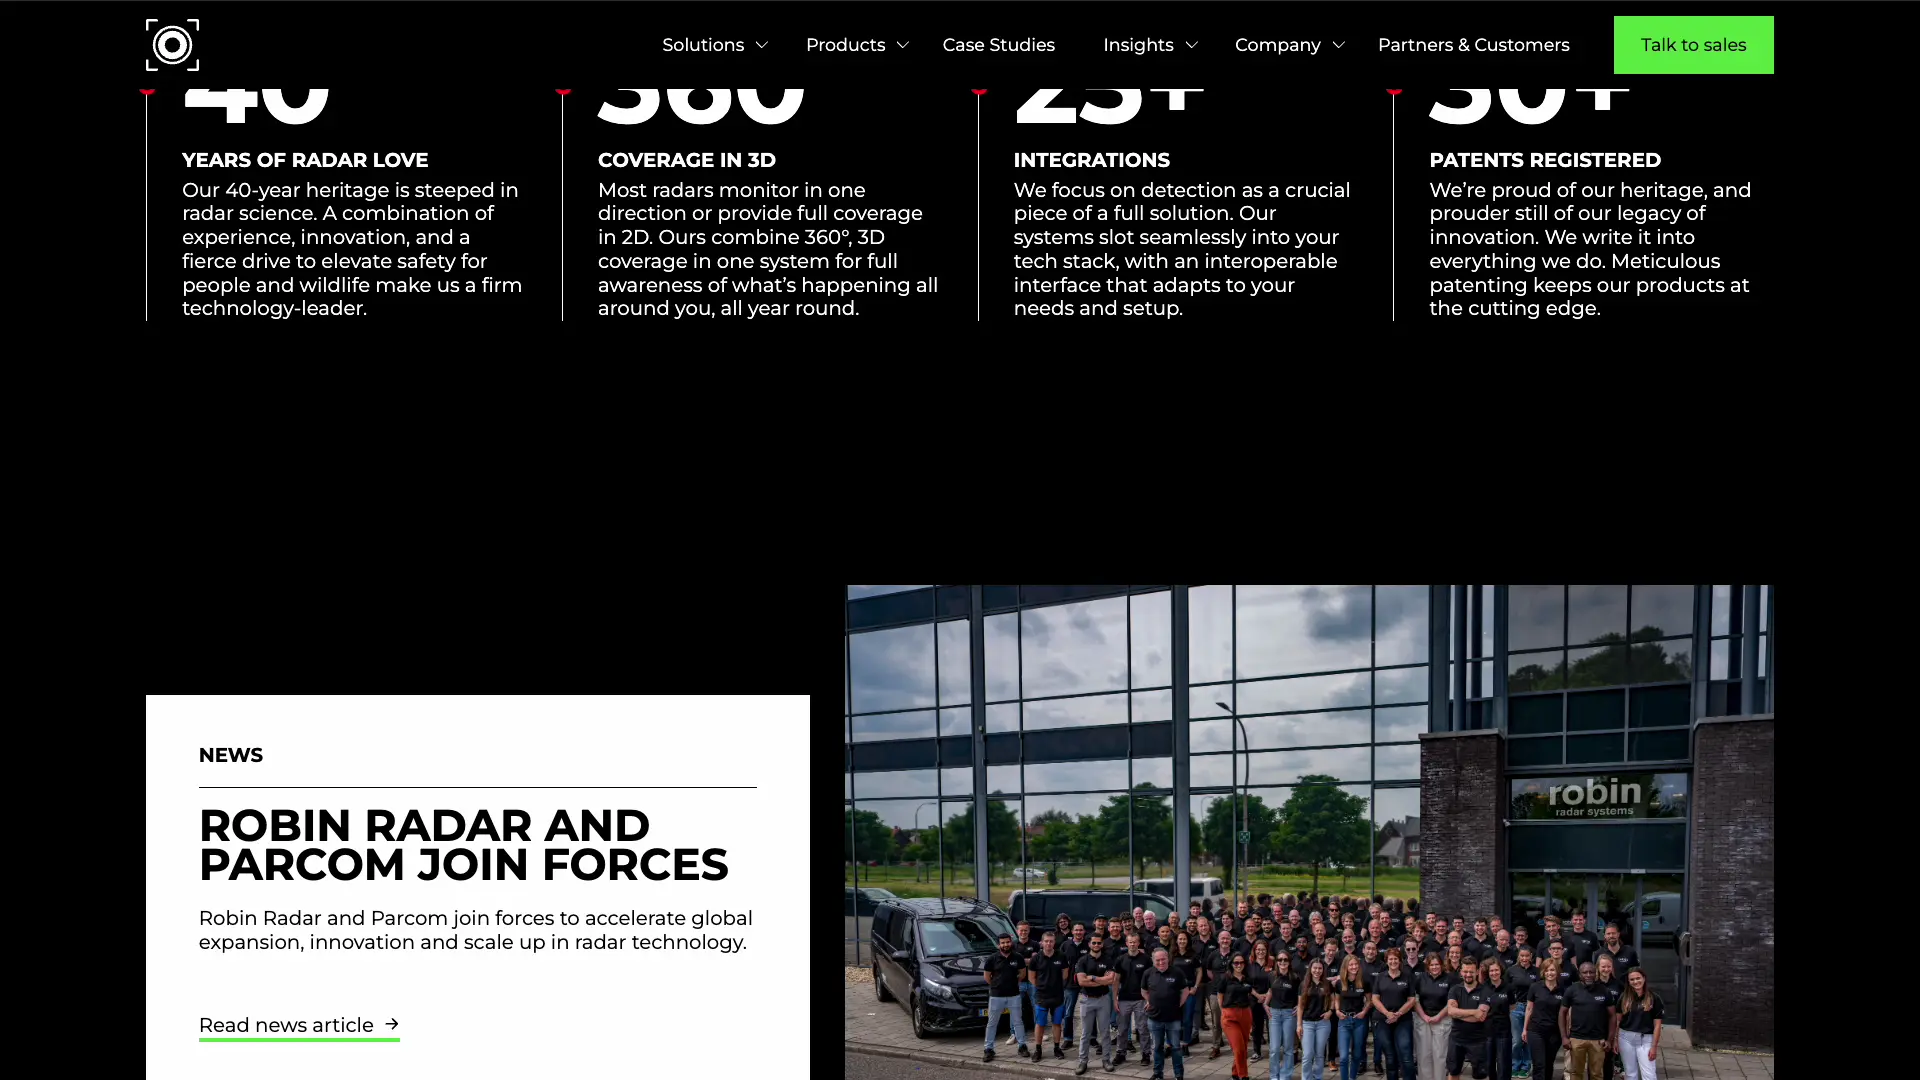 Solutions
Products
Case Studies
Insights
Company
Partners & Customers
Talk to sales
40
360
25+
30+
YEARS OF RADAR LOVE
Our 40-year heritage is steeped in
radar science. A combination of
experience, innovation, and a
fierce drive to elevate safety for
people and wildlife make us a firm
technology-leader.
COVERAGE IN 3D
Most radars monitor in one
direction or provide full coverage
in 2D. Ours combine 360°, 3D
coverage in one system for full
awareness of what’s happening all
around you, all year round.
INTEGRATIONS
We focus on detection as a crucial
piece of a full solution. Our
systems slot seamlessly into your
tech stack, with an interoperable
interface that adapts to your
needs and setup.
PATENTS REGISTERED
We’re proud of our heritage, and
prouder still of our legacy of
innovation. We write it into
everything we do. Meticulous
patenting keeps our products at
the cutting edge.
NEWS
ROBIN RADAR AND
PARCOM JOIN FORCES
Robin Radar and Parcom join forces to accelerate global
expansion, innovation and scale up in radar technology.
Read news article
robin
radar systems